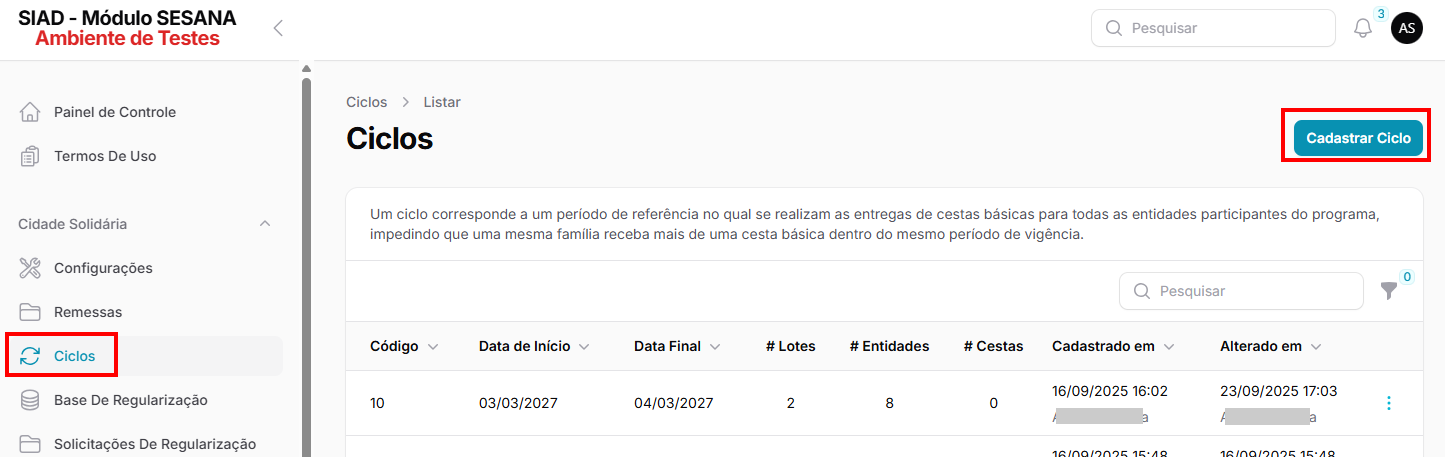 SIAD - Módulo SESANA
Ambiente de Testes
Pesquisar
3
AS
Painel de Controle
Termos De Uso
Cidade Solidária
Configurações
Remessas
Ciclos
Base De Regularização
Solicitações De Regularização
Ciclos > Listar
Ciclos
Cadastrar Ciclo
Um ciclo corresponde a um período de referência no qual se realizam as entregas de cestas básicas para todas as entidades participantes do programa,
impedindo que uma mesma família receba mais de uma cesta básica dentro do mesmo período de vigência.
Pesquisar
0
Código Data de Início Data Final # Lotes # Entidades # Cestas Cadastrado em Alterado em
10 03/03/2027 04/03/2027 2 8 0 16/09/2025 16:02 23/09/2025 17:03
16/09/2025 15:48 16/09/2025 15:48